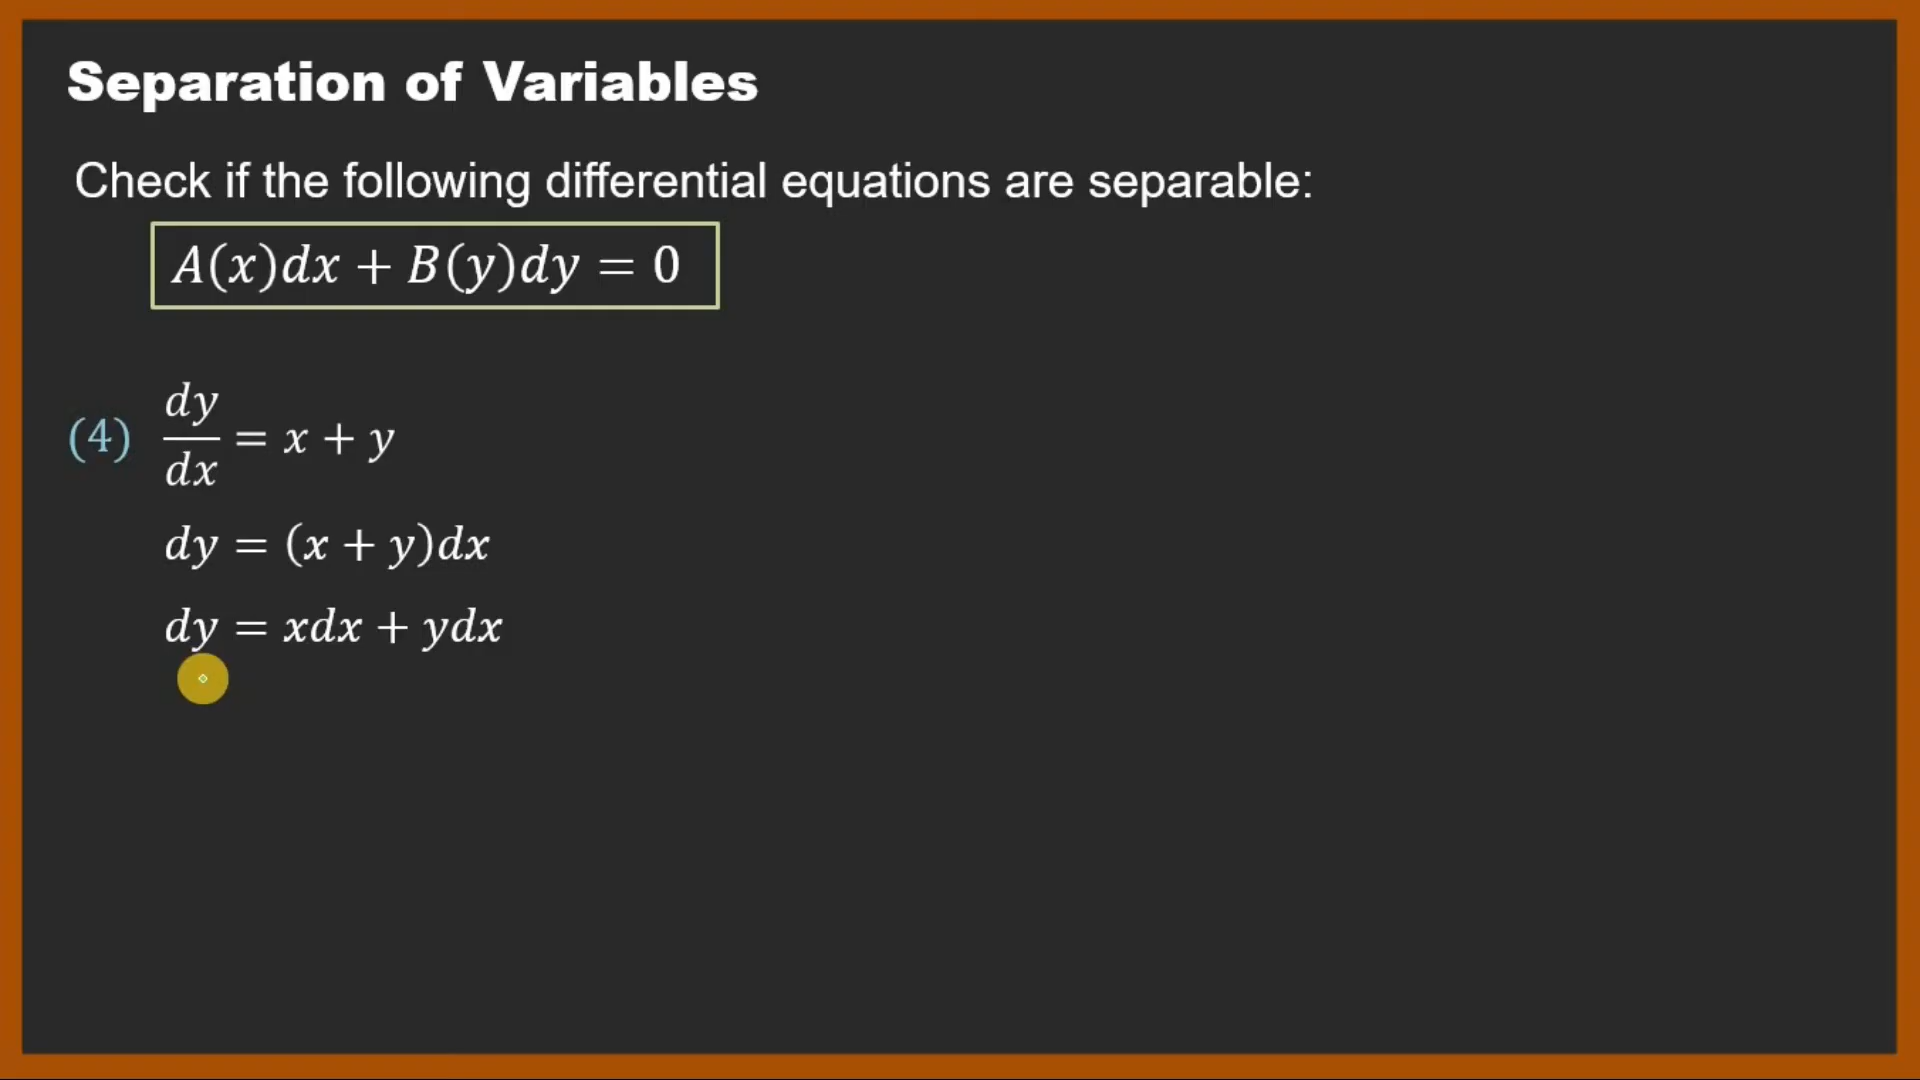 Separation of Variables
Check if the following differential equations are separable:
A(x)dx + B(y)dy = 0
(4) dy/dx = x + y
dy = (x + y)dx
dy = xdx + ydx